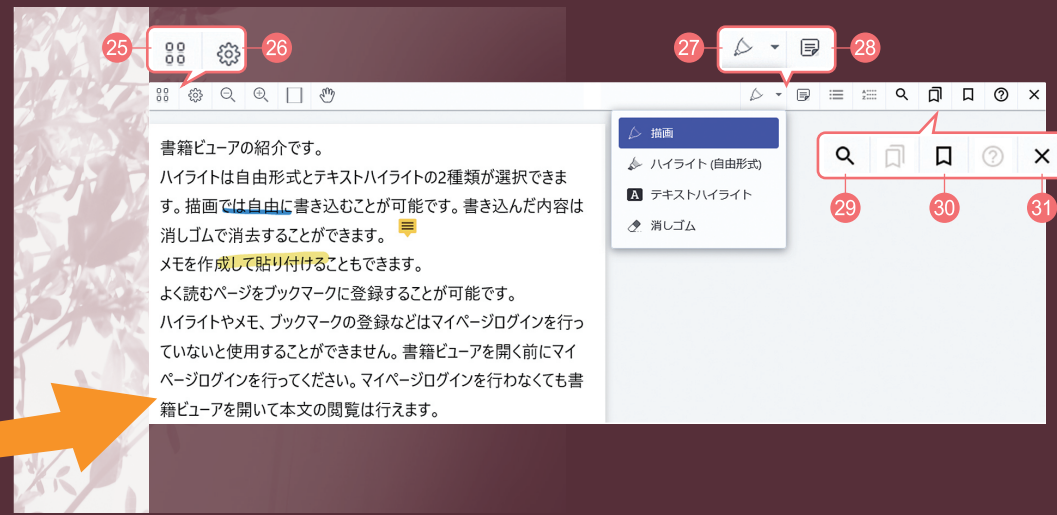 25
26
27
28
描画
ハイライト (自由形式)
A テキストハイライト
消しゴム
29
30
31
書籍ビューアの紹介です。
ハイライトは自由形式とテキストハイライトの2種類が選択できま
す。描画では自由に書き込むことが可能です。書き込んだ内容は
消しゴムで消去することができます。
メモを作成して貼り付けることもできます。
よく読むページをブックマークに登録することが可能です。
ハイライトやメモ、ブックマークの登録などはマイページログインを行っ
ていないと使用することができません。書籍ビューアを開く前にマイ
ページログインを行ってください。マイページログインを行わなくても書
籍ビューアを開いて本文の閲覧は行えます。